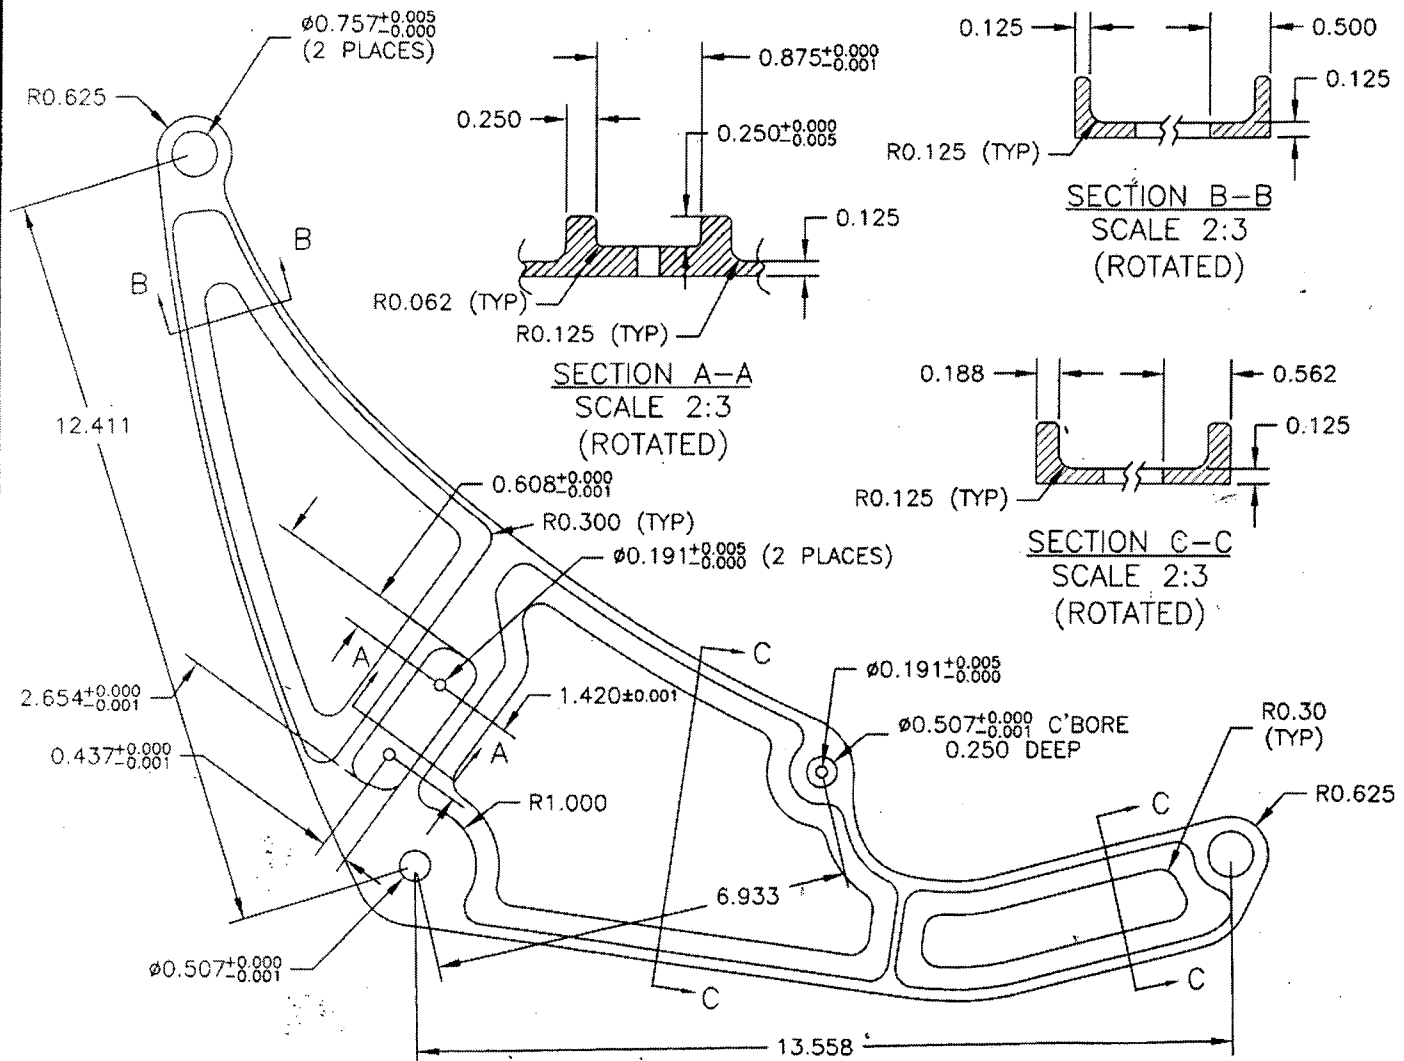 ø0.757+0.005
-0.000
(2 PLACES)
R0.625
0.875+0.000
-0.001
0.250
0.250+0.000
-0.005
0.125
R0.062 (TYP)
R0.125 (TYP)
SECTION A-A
SCALE 2:3
(ROTATED)
0.125
0.500
0.125
R0.125 (TYP)
SECTION B-B
SCALE 2:3
(ROTATED)
0.188
0.562
0.125
R0.125 (TYP)
SECTION C-C
SCALE 2:3
(ROTATED)
B
B
12.411
0.608+0.000
-0.001
R0.300 (TYP)
ø0.191+0.005
-0.000 (2 PLACES)
A
A
2.654+0.000
-0.001
1.420±0.001
0.437+0.000
-0.001
R1.000
C
ø0.191+0.005
-0.000
ø0.507+0.000
-0.001 C'BORE
0.250 DEEP
R0.30
(TYP)
R0.625
C
6.933
ø0.507+0.000
-0.001
C
C
13.558